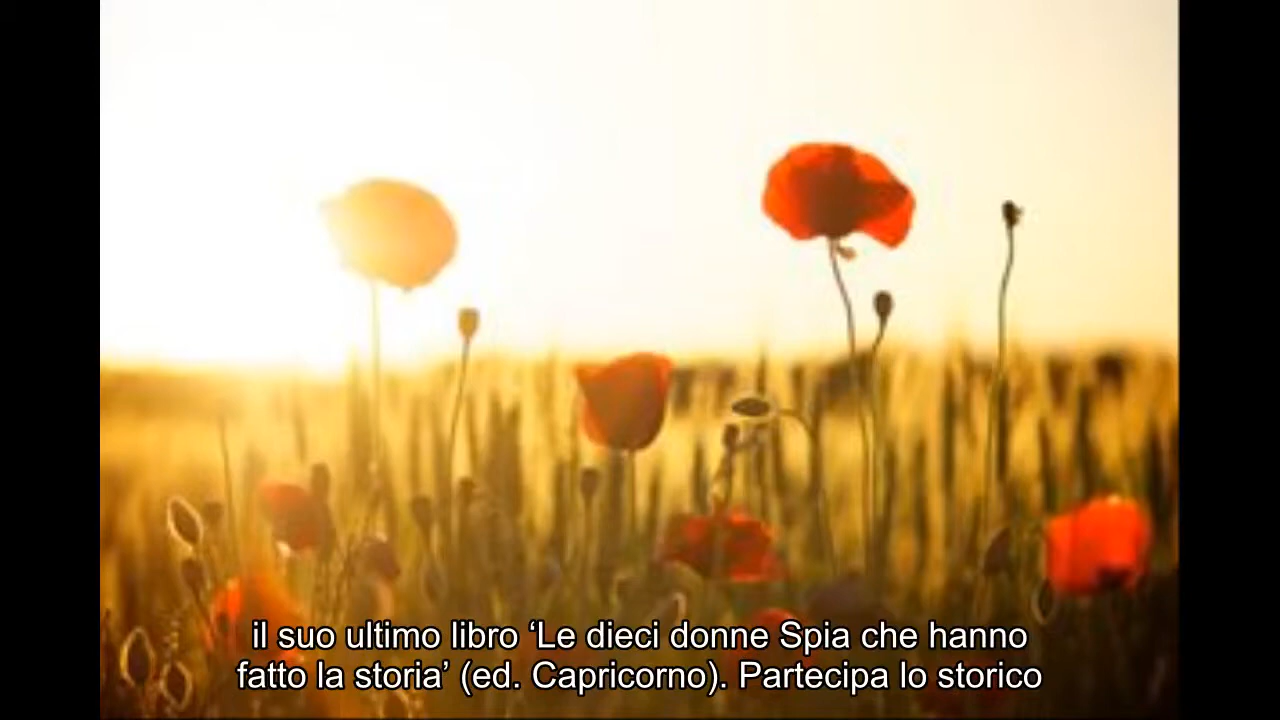 il suo ultimo libro ‘Le dieci donne Spia che hanno
fatto la storia’ (ed. Capricorno). Partecipa lo storico